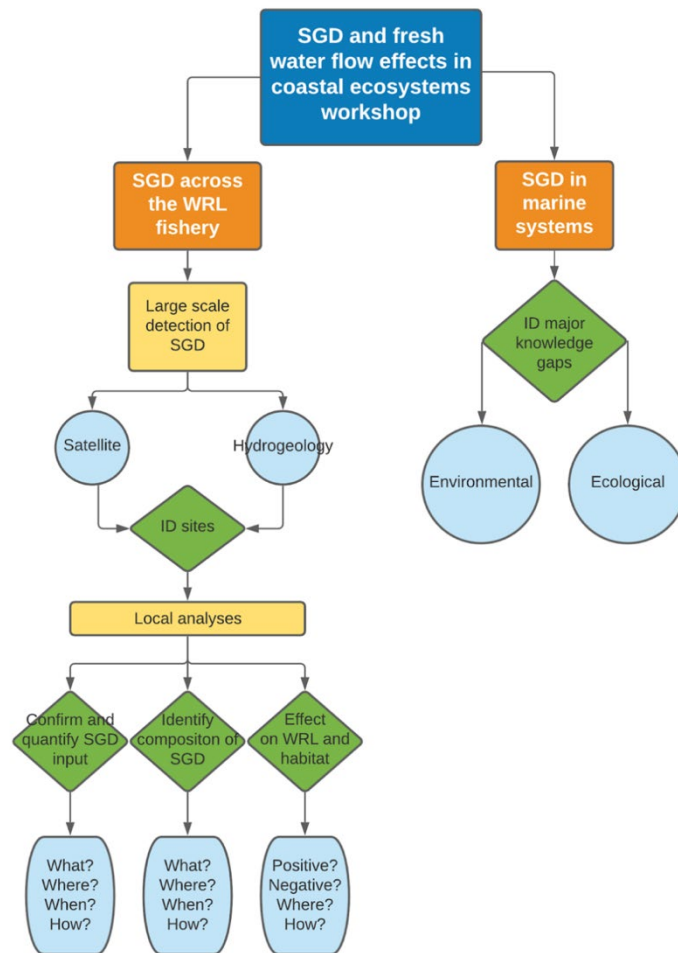 SGD and fresh
water flow effects in
coastal ecosystems
workshop
SGD across
the WRL
fishery
SGD in
marine
systems
Large scale
detection of
SGD
ID major
knowledge
gaps
Satellite
Hydrogeology
Environmental
Ecological
ID sites
Local analyses
Confirm and
quantify SGD
input
Identify
compositon of
SGD
Effect
on WRL and
habitat
What?
Where?
When?
How?
What?
Where?
When?
How?
Positive?
Negative?
Where?
How?